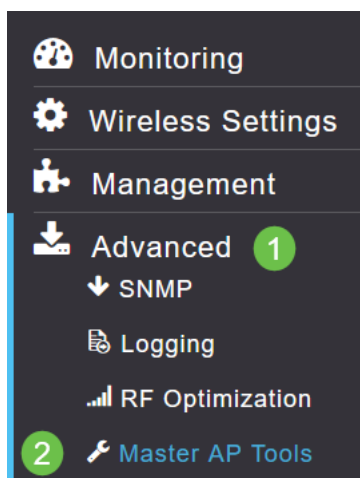 Monitoring
Wireless Settings
Management
Advanced 1
SNMP
Logging
RF Optimization
2 Master AP Tools